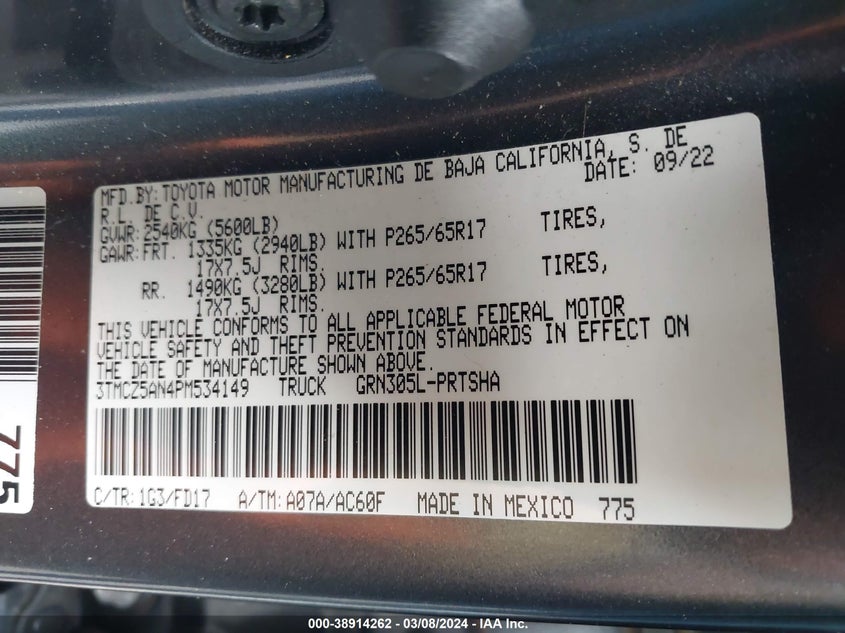 MFD.BY:TOYOTA MOTOR MANUFACTURING DE BAJA CALIFORNIA, S. DE
R.L. DE C.V. DATE: 09/22
GVWR:2540KG (5600LB)
GAWR:FRT. 1335KG (2940LB) WITH P265/65R17 TIRES,
17X7.5J RIMS.
RR. 1490KG (3280LB) WITH P265/65R17 TIRES,
17X7.5J RIMS.
THIS VEHICLE CONFORMS TO ALL APPLICABLE FEDERAL MOTOR
VEHICLE SAFETY AND THEFT PREVENTION STANDARDS IN EFFECT ON
THE DATE OF MANUFACTURE SHOWN ABOVE.
3TMCZ5AN4PM534149 TRUCK GRN305L-PRTSHA
C/TR:1G3/FD17 A/TM:A07A/AC60F MADE IN MEXICO 775
775
000-38914262 - 03/08/2024 - IAA Inc.